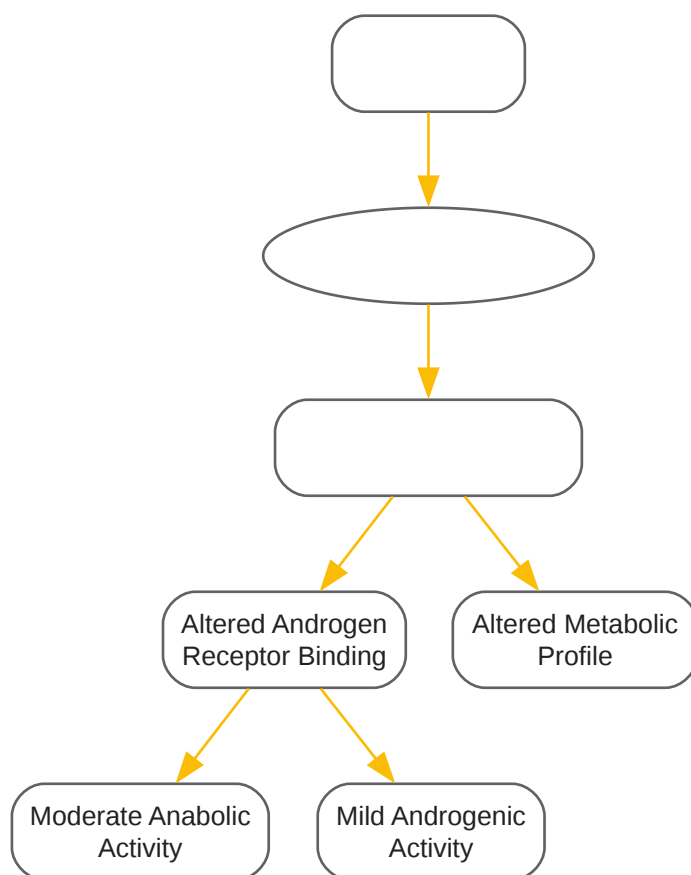 Altered Androgen
Receptor Binding
Altered Metabolic
Profile
Moderate Anabolic
Activity
Mild Androgenic
Activity